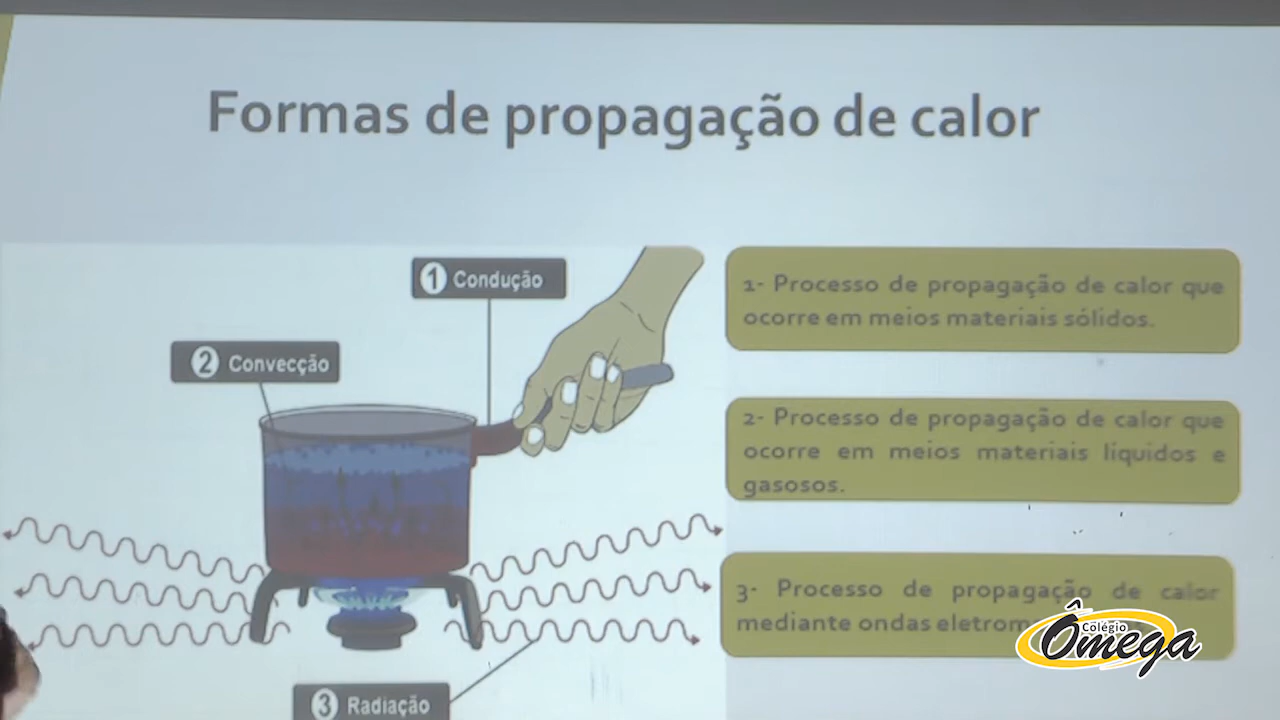 Formas de propagação de calor
1 Condução
2 Convecção
3 Radiação
1- Processo de propagação de calor que
ocorre em meios materiais sólidos.
2- Processo de propagação de calor que
ocorre em meios materiais líquidos e
gasosos.
3- Processo de propagação de calor
mediante ondas
Colégio
Ômega